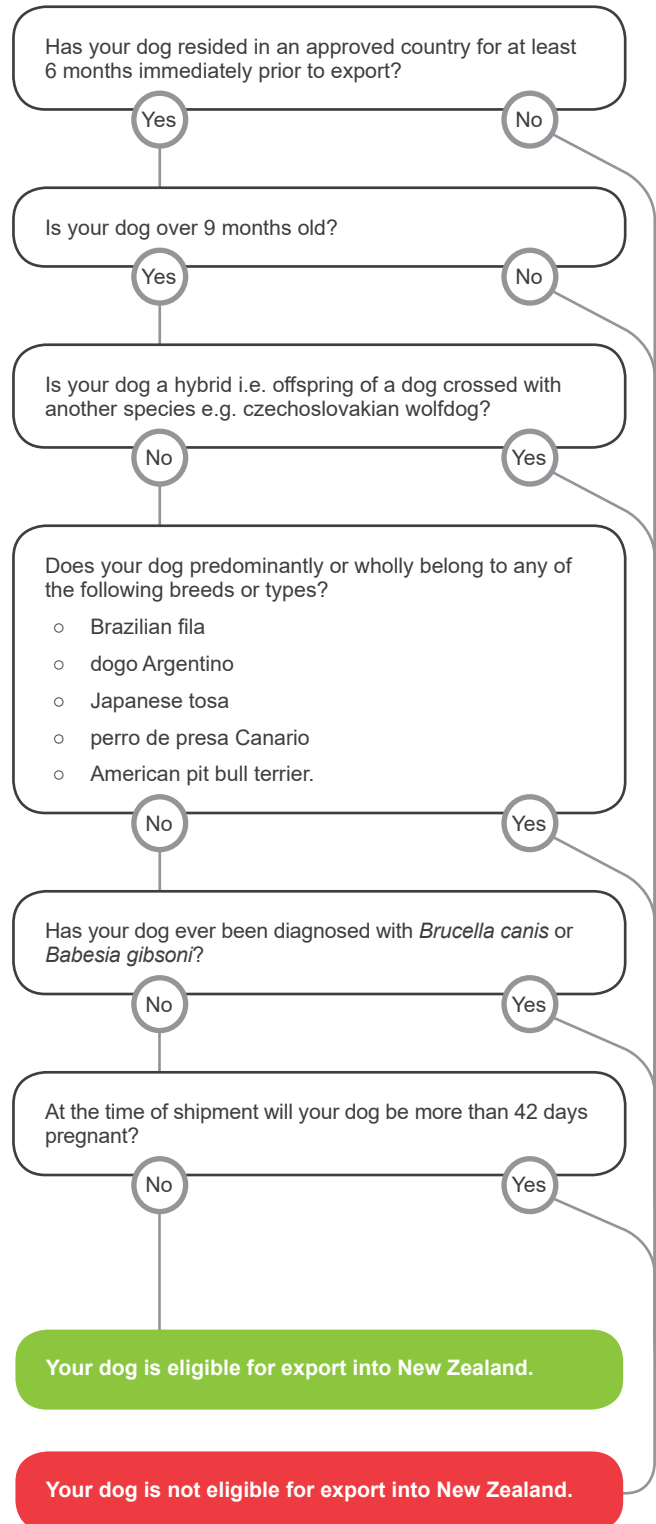 Has your dog resided in an approved country for at least
6 months immediately prior to export?
Yes
No
Is your dog over 9 months old?
Yes
No
Is your dog a hybrid i.e. offspring of a dog crossed with
another species e.g. czechoslovakian wolfdog?
No
Yes
Does your dog predominantly or wholly belong to any of
the following breeds or types?
○ Brazilian fila
○ dogo Argentino
○ Japanese tosa
○ perro de presa Canario
○ American pit bull terrier.
No
Yes
Has your dog ever been diagnosed with Brucella canis or
Babesia gibsoni?
No
Yes
At the time of shipment will your dog be more than 42 days
pregnant?
No
Yes
Your dog is eligible for export into New Zealand.
Your dog is not eligible for export into New Zealand.